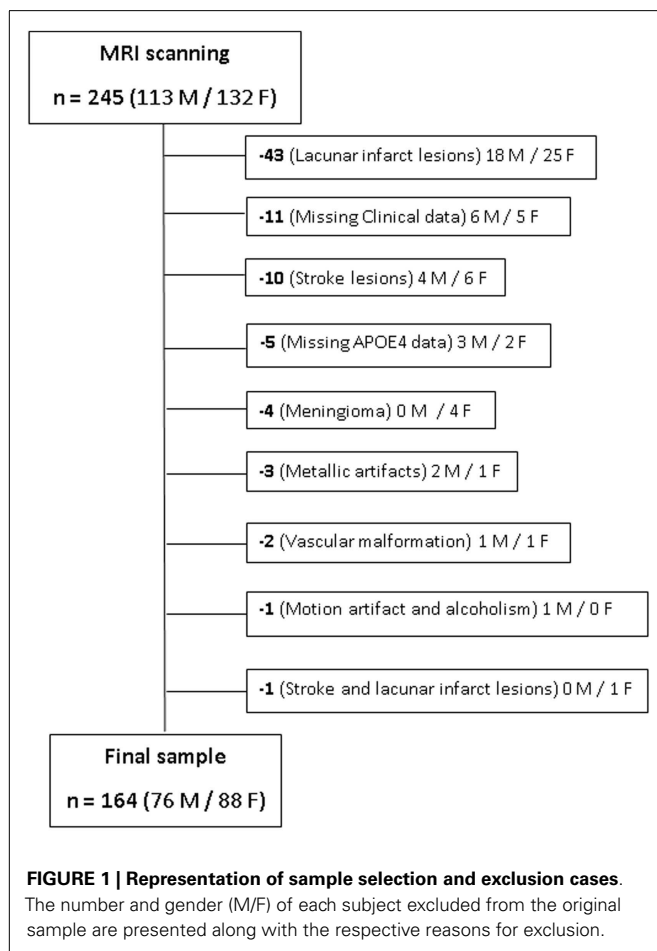 MRI scanning
n = 245 (113 M / 132 F)
-43 (Lacunar infarct lesions) 18 M / 25 F
-11 (Missing Clinical data) 6 M / 5 F
-10 (Stroke lesions) 4 M / 6 F
-5 (Missing APOE4 data) 3 M / 2 F
-4 (Meningioma) 0 M / 4 F
-3 (Metallic artifacts) 2 M / 1 F
-2 (Vascular malformation) 1 M / 1 F
-1 (Motion artifact and alcoholism) 1 M / 0 F
-1 (Stroke and lacunar infarct lesions) 0 M / 1 F
Final sample
n = 164 (76 M / 88 F)
FIGURE 1 | Representation of sample selection and exclusion cases.
The number and gender (M/F) of each subject excluded from the original
sample are presented along with the respective reasons for exclusion.